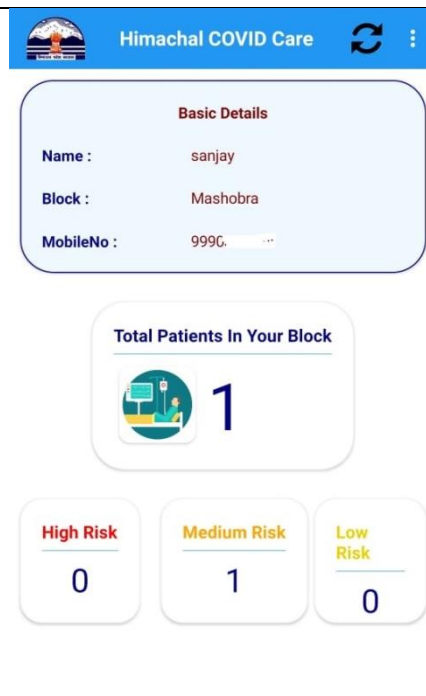 Himachal COVID Care
Basic Details
Name : sanjay
Block : Mashobra
MobileNo :
Total Patients In Your Block
1
High Risk
0
Medium Risk
1
Low
Risk
0